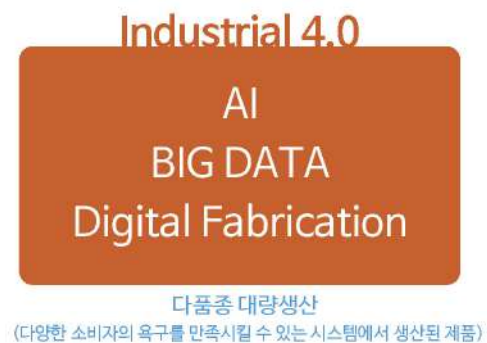 Industrial 4.0
AI
BIG DATA
Digital Fabrication
다품종 대량생산
(다양한 소비자의 욕구를 만족시킬 수 있는 시스템에서 생산된 제품)